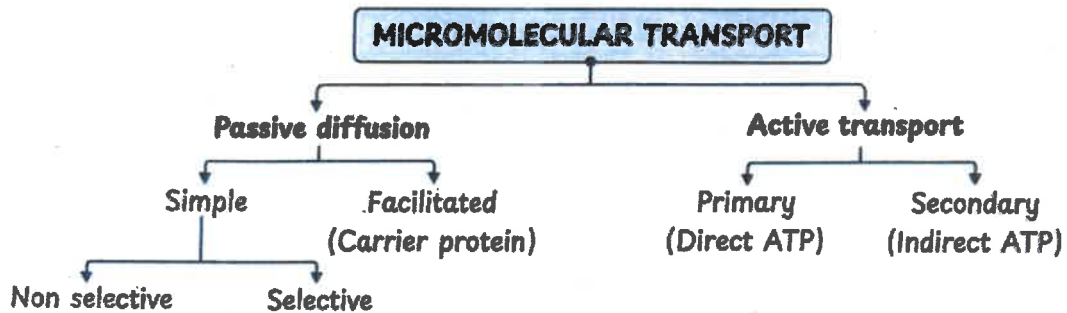 MICROMOLECULAR TRANSPORT
Passive diffusion
Active transport
Simple
Facilitated
(Carrier protein)
Primary
(Direct ATP)
Secondary
(Indirect ATP)
Non selective
Selective